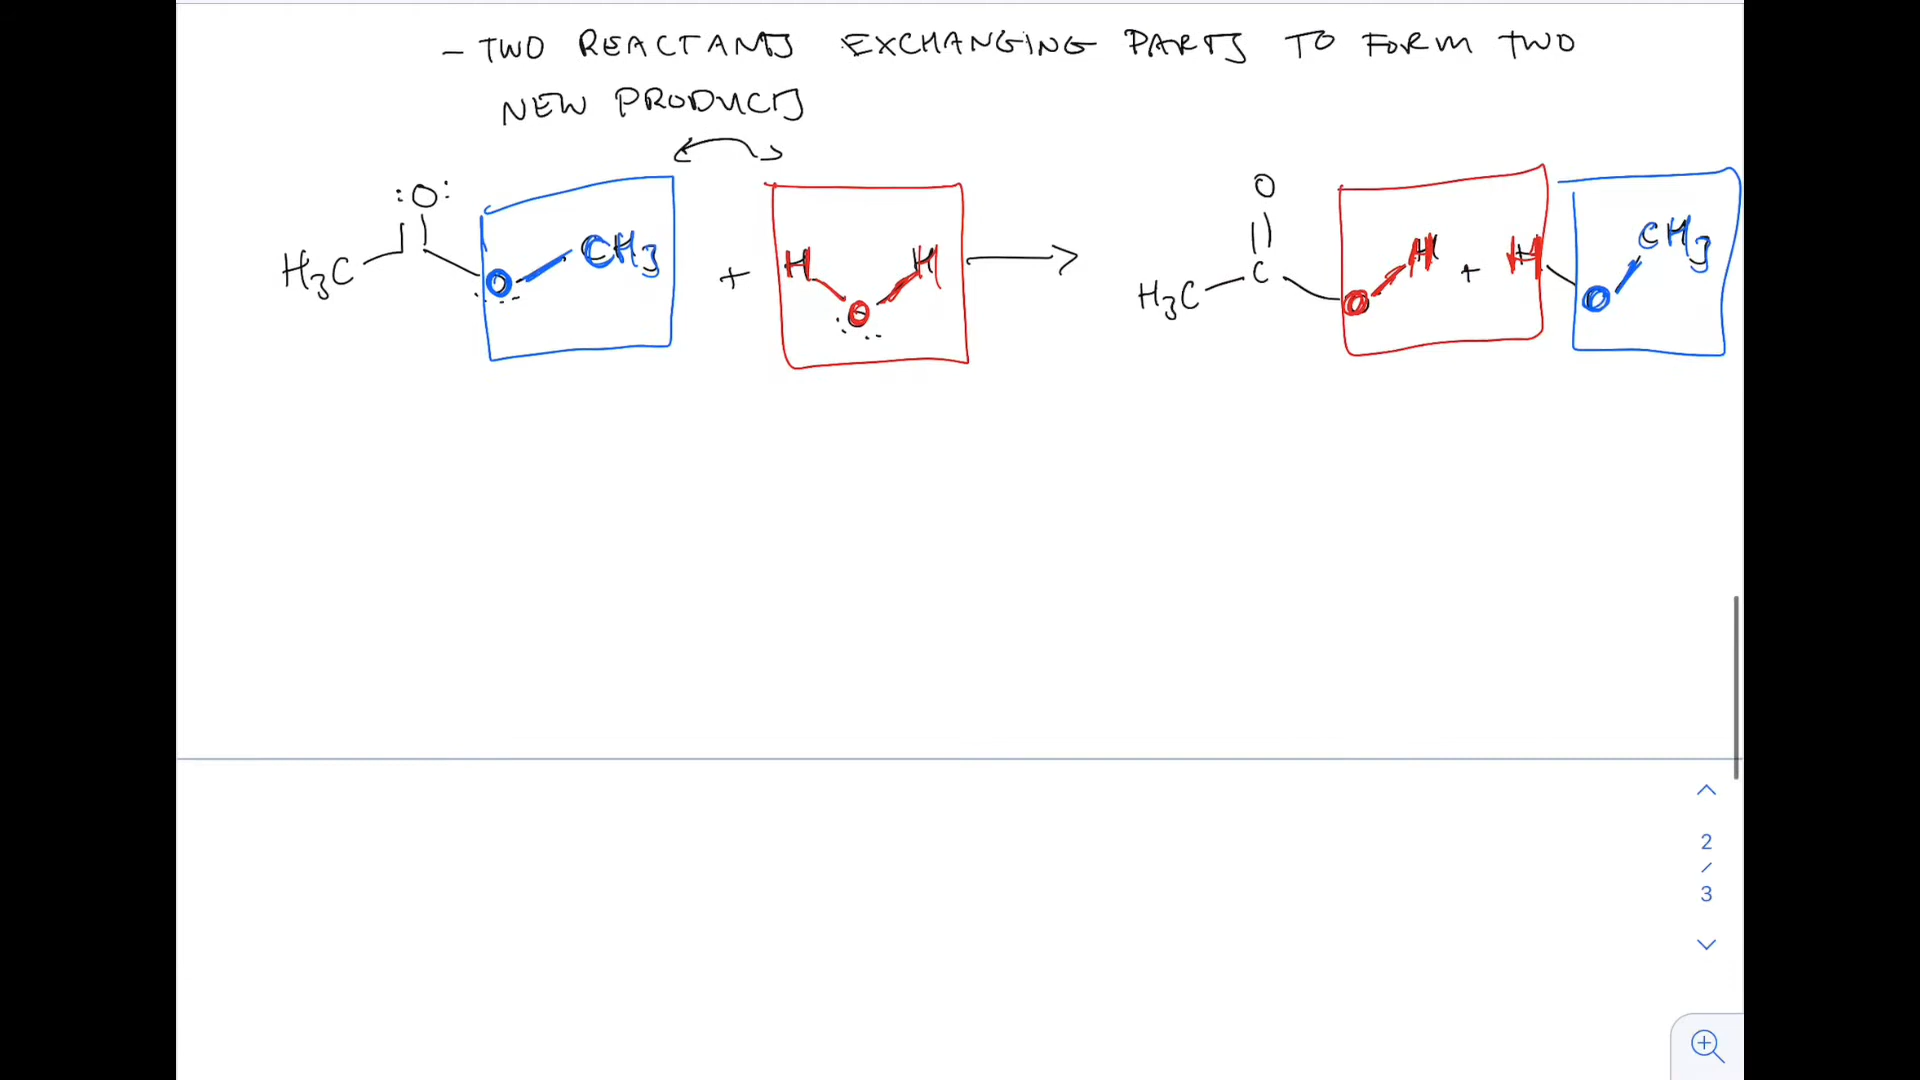 - TWO REACTANTS EXCHANGING PARTS TO FORM TWO
NEW PRODUCTS
:O: O
H3C O CH3 + H O H → H3C C O H + H O CH3
2
/
3